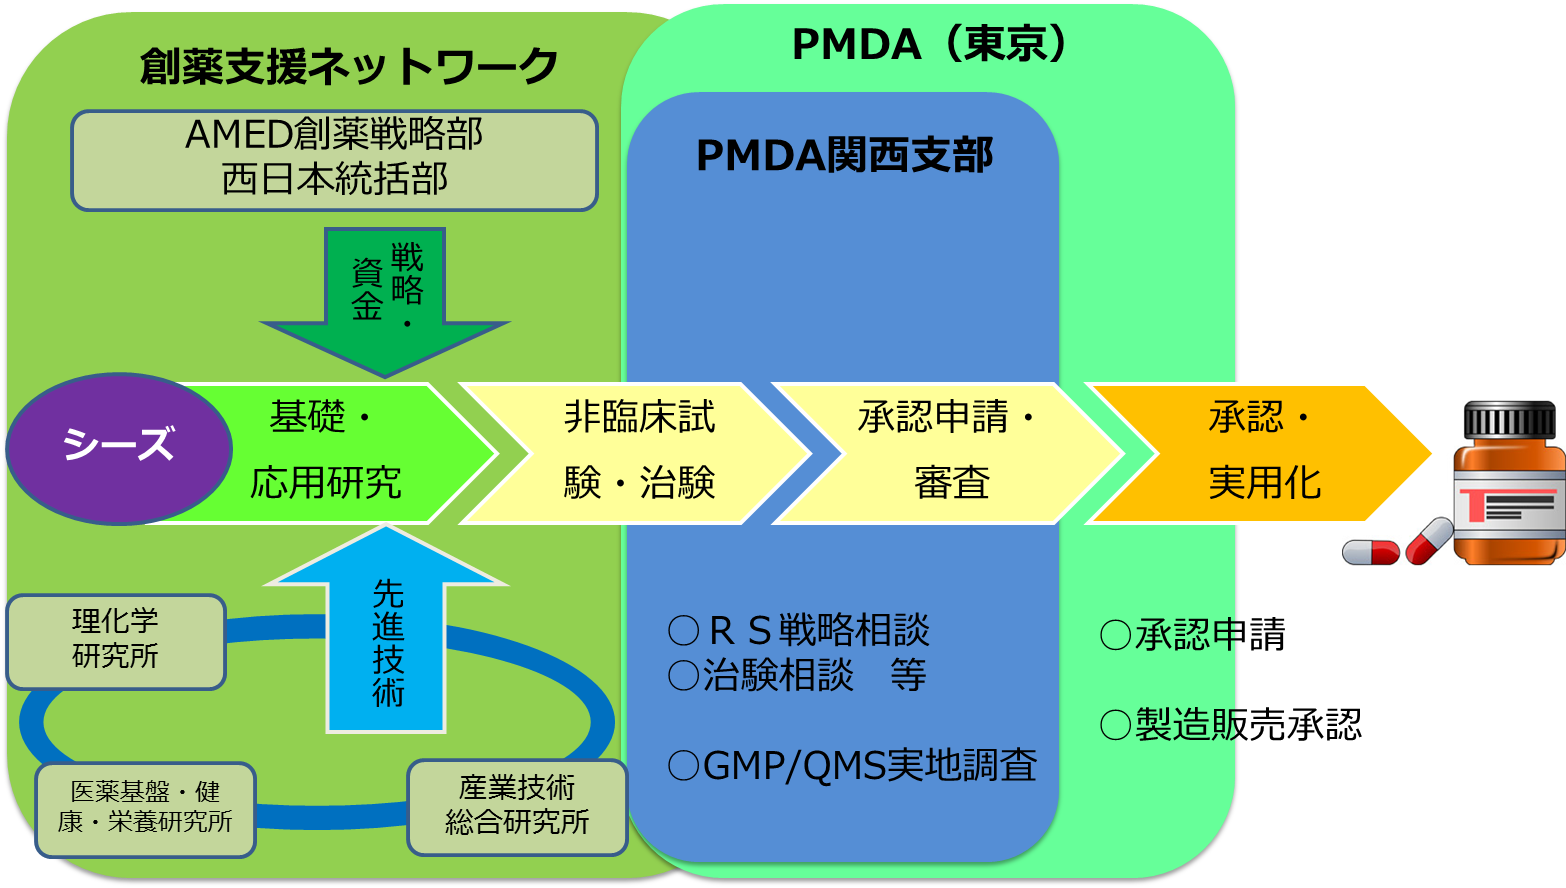 創薬支援ネットワーク
AMED創薬戦略部
西日本統括部
戦略・
資金
シーズ
基礎・
応用研究
先進技術
理化学
研究所
医薬基盤・健
康・栄養研究所
産業技術
総合研究所
PMDA（東京）
PMDA関西支部
非臨床試
験・治験
承認申請・
審査
承認・
実用化
○ＲＳ戦略相談
○治験相談　等
○GMP/QMS実地調査
○承認申請
○製造販売承認